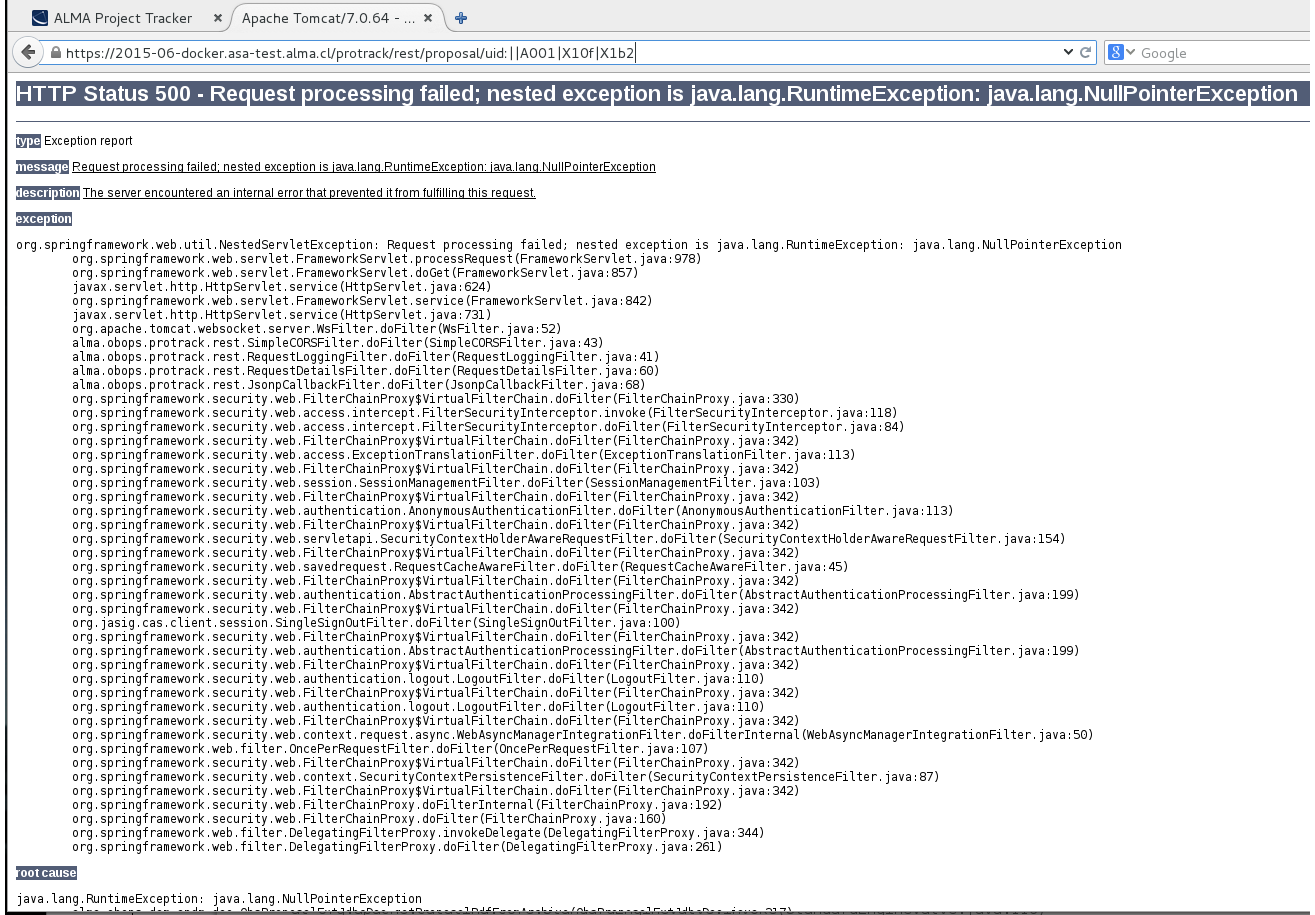 ALMA Project Tracker
Apache Tomcat/7.0.64 - ...
https://2015-06-docker.asa-test.alma.cl/protrack/rest/proposal/uid:||A001|X10f|X1b2
Google
HTTP Status 500 - Request processing failed; nested exception is java.lang.RuntimeException: java.lang.NullPointerException
type Exception report
message Request processing failed; nested exception is java.lang.RuntimeException: java.lang.NullPointerException
description The server encountered an internal error that prevented it from fulfilling this request.
exception
org.springframework.web.util.NestedServletException: Request processing failed; nested exception is java.lang.RuntimeException: java.lang.NullPointerException
org.springframework.web.servlet.FrameworkServlet.processRequest(FrameworkServlet.java:978)
org.springframework.web.servlet.FrameworkServlet.doGet(FrameworkServlet.java:857)
javax.servlet.http.HttpServlet.service(HttpServlet.java:624)
org.springframework.web.servlet.FrameworkServlet.service(FrameworkServlet.java:842)
javax.servlet.http.HttpServlet.service(HttpServlet.java:731)
org.apache.tomcat.websocket.server.WsFilter.doFilter(WsFilter.java:52)
alma.obops.protrack.rest.SimpleCORSFilter.doFilter(SimpleCORSFilter.java:43)
alma.obops.protrack.rest.RequestLoggingFilter.doFilter(RequestLoggingFilter.java:41)
alma.obops.protrack.rest.RequestDetailsFilter.doFilter(RequestDetailsFilter.java:60)
alma.obops.protrack.rest.JsonpCallbackFilter.doFilter(JsonpCallbackFilter.java:68)
org.springframework.security.web.FilterChainProxy$VirtualFilterChain.doFilter(FilterChainProxy.java:330)
org.springframework.security.web.access.intercept.FilterSecurityInterceptor.invoke(FilterSecurityInterceptor.java:118)
org.springframework.security.web.access.intercept.FilterSecurityInterceptor.doFilter(FilterSecurityInterceptor.java:84)
org.springframework.security.web.FilterChainProxy$VirtualFilterChain.doFilter(FilterChainProxy.java:342)
org.springframework.security.web.access.ExceptionTranslationFilter.doFilter(ExceptionTranslationFilter.java:113)
org.springframework.security.web.FilterChainProxy$VirtualFilterChain.doFilter(FilterChainProxy.java:342)
org.springframework.security.web.session.SessionManagementFilter.doFilter(SessionManagementFilter.java:103)
org.springframework.security.web.FilterChainProxy$VirtualFilterChain.doFilter(FilterChainProxy.java:342)
org.springframework.security.web.authentication.AnonymousAuthenticationFilter.doFilter(AnonymousAuthenticationFilter.java:113)
org.springframework.security.web.FilterChainProxy$VirtualFilterChain.doFilter(FilterChainProxy.java:342)
org.springframework.security.web.servletapi.SecurityContextHolderAwareRequestFilter.doFilter(SecurityContextHolderAwareRequestFilter.java:154)
org.springframework.security.web.FilterChainProxy$VirtualFilterChain.doFilter(FilterChainProxy.java:342)
org.springframework.security.web.savedrequest.RequestCacheAwareFilter.doFilter(RequestCacheAwareFilter.java:45)
org.springframework.security.web.FilterChainProxy$VirtualFilterChain.doFilter(FilterChainProxy.java:342)
org.springframework.security.web.authentication.AbstractAuthenticationProcessingFilter.doFilter(AbstractAuthenticationProcessingFilter.java:199)
org.springframework.security.web.FilterChainProxy$VirtualFilterChain.doFilter(FilterChainProxy.java:342)
org.jasig.cas.client.session.SingleSignOutFilter.doFilter(SingleSignOutFilter.java:100)
org.springframework.security.web.FilterChainProxy$VirtualFilterChain.doFilter(FilterChainProxy.java:342)
org.springframework.security.web.authentication.AbstractAuthenticationProcessingFilter.doFilter(AbstractAuthenticationProcessingFilter.java:199)
org.springframework.security.web.FilterChainProxy$VirtualFilterChain.doFilter(FilterChainProxy.java:342)
org.springframework.security.web.authentication.logout.LogoutFilter.doFilter(LogoutFilter.java:110)
org.springframework.security.web.FilterChainProxy$VirtualFilterChain.doFilter(FilterChainProxy.java:342)
org.springframework.security.web.authentication.logout.LogoutFilter.doFilter(LogoutFilter.java:110)
org.springframework.security.web.FilterChainProxy$VirtualFilterChain.doFilter(FilterChainProxy.java:342)
org.springframework.security.web.context.request.async.WebAsyncManagerIntegrationFilter.doFilterInternal(WebAsyncManagerIntegrationFilter.java:50)
org.springframework.web.filter.OncePerRequestFilter.doFilter(OncePerRequestFilter.java:107)
org.springframework.security.web.FilterChainProxy$VirtualFilterChain.doFilter(FilterChainProxy.java:342)
org.springframework.security.web.context.SecurityContextPersistenceFilter.doFilter(SecurityContextPersistenceFilter.java:87)
org.springframework.security.web.FilterChainProxy$VirtualFilterChain.doFilter(FilterChainProxy.java:342)
org.springframework.security.web.FilterChainProxy.doFilterInternal(FilterChainProxy.java:192)
org.springframework.security.web.FilterChainProxy.doFilter(FilterChainProxy.java:160)
org.springframework.web.filter.DelegatingFilterProxy.invokeDelegate(DelegatingFilterProxy.java:344)
org.springframework.web.filter.DelegatingFilterProxy.doFilter(DelegatingFilterProxy.java:261)
root cause
java.lang.RuntimeException: java.lang.NullPointerException